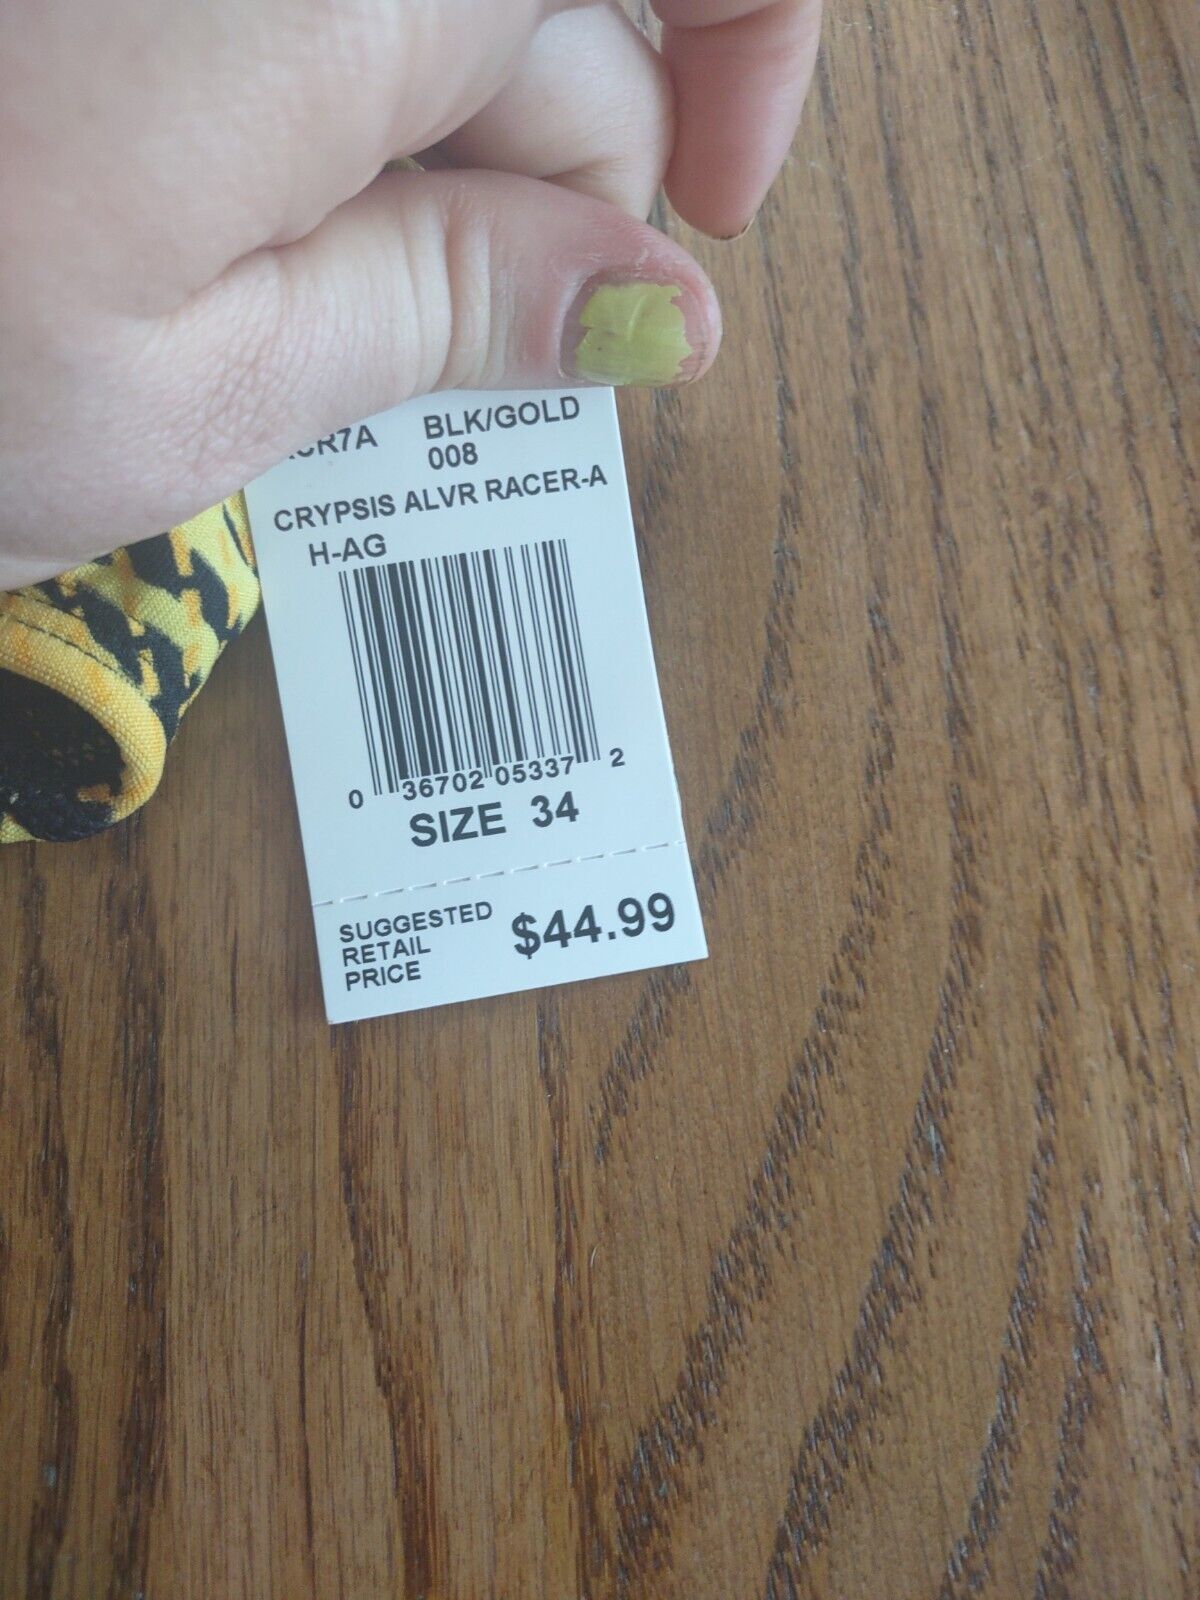 BLK/GOLD
008
CRYPSIS ALVR RACER-A
H-AG
0 36702 05337 2
SIZE 34
SUGGESTED
RETAIL
PRICE
$44.99